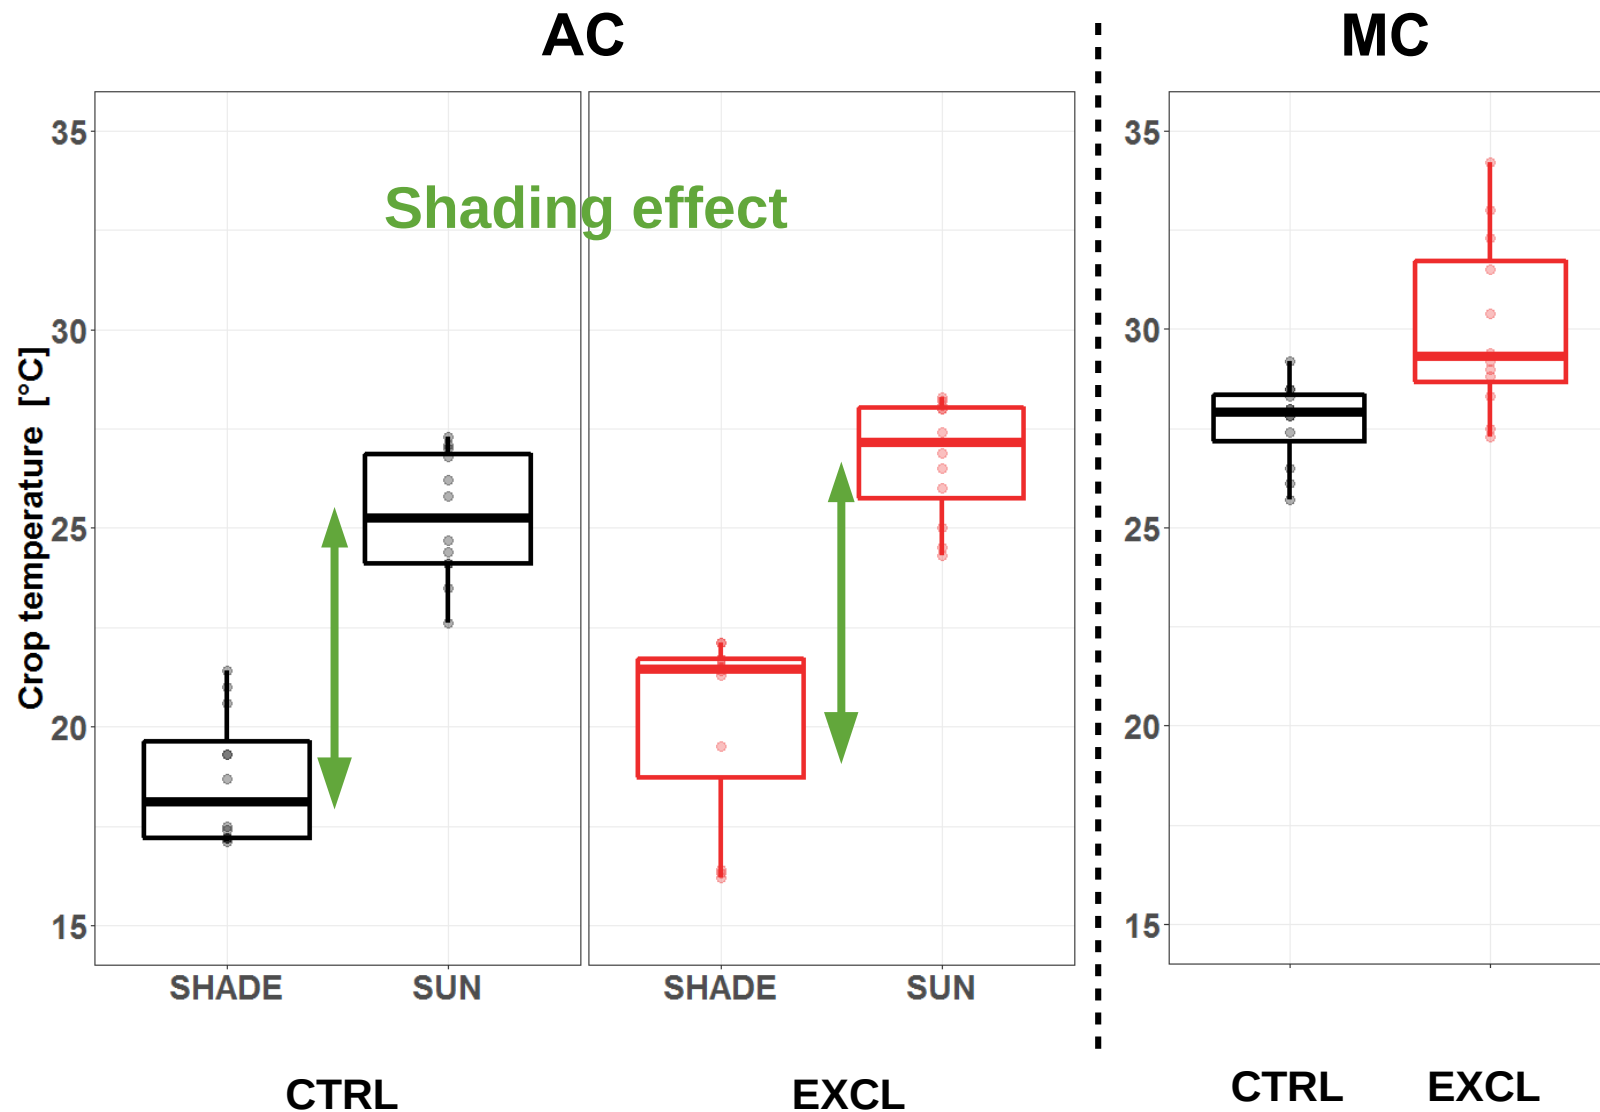 AC
MC
Shading effect
Crop temperature [°C]
35
30
25
20
15
35
30
25
20
15
SHADE
SUN
SHADE
SUN
CTRL
EXCL
CTRL
EXCL